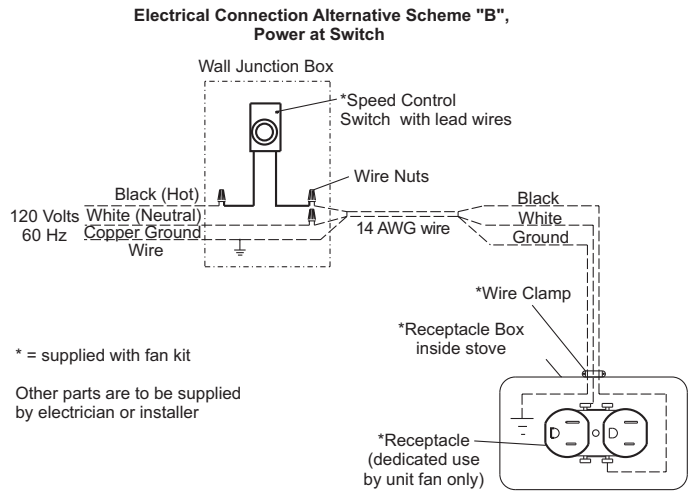 Electrical Connection Alternative Scheme "B",
Power at Switch
Wall Junction Box
*Speed Control
Switch with lead wires
Wire Nuts
Black (Hot)
120 Volts
60 Hz
White (Neutral)
Copper Ground
Wire
14 AWG wire
Black
White
Ground
*Wire Clamp
*Receptacle Box
inside stove
* = supplied with fan kit
Other parts are to be supplied
by electrician or installer
*Receptacle
(dedicated use
by unit fan only)